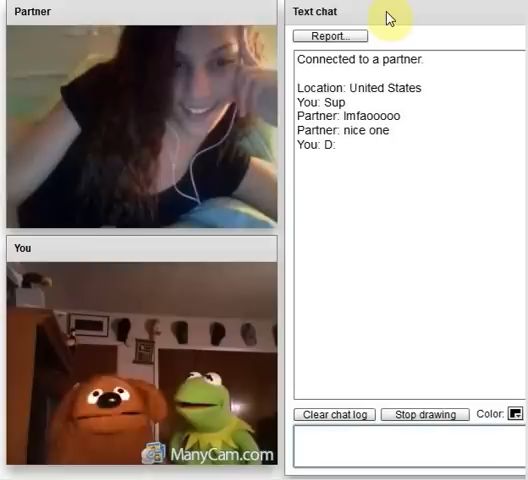 Partner
Text chat
Report...
Connected to a partner.
Location: United States
You: Sup
Partner: lmfaooooo
Partner: nice one
You: D:
You
ManyCam.com
Clear chat log
Stop drawing
Color: